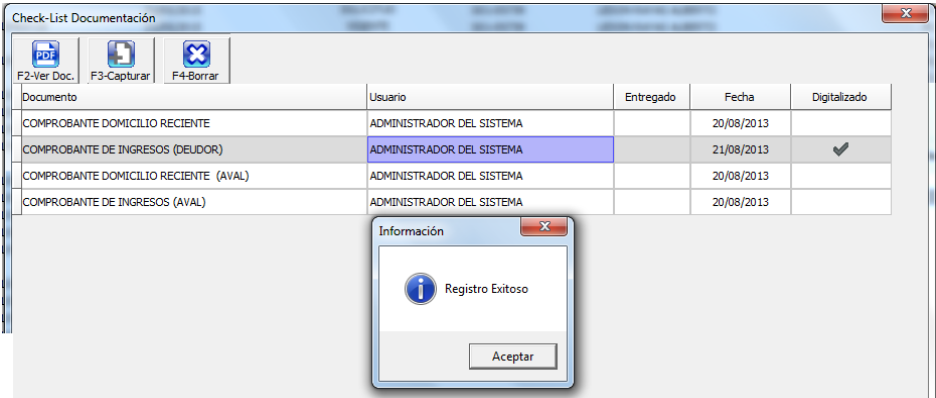 Check-List Documentación
PDF
F2-Ver Doc. F3-Capturar F4-Borrar
Documento Usuario Entregado Fecha Digitalizado
COMPROBANTE DOMICILIO RECIENTE ADMINISTRADOR DEL SISTEMA 20/08/2013
COMPROBANTE DE INGRESOS (DEUDOR) ADMINISTRADOR DEL SISTEMA 21/08/2013
COMPROBANTE DOMICILIO RECIENTE (AVAL) ADMINISTRADOR DEL SISTEMA 20/08/2013
COMPROBANTE DE INGRESOS (AVAL) ADMINISTRADOR DEL SISTEMA 20/08/2013
Información
Registro Exitoso
Aceptar